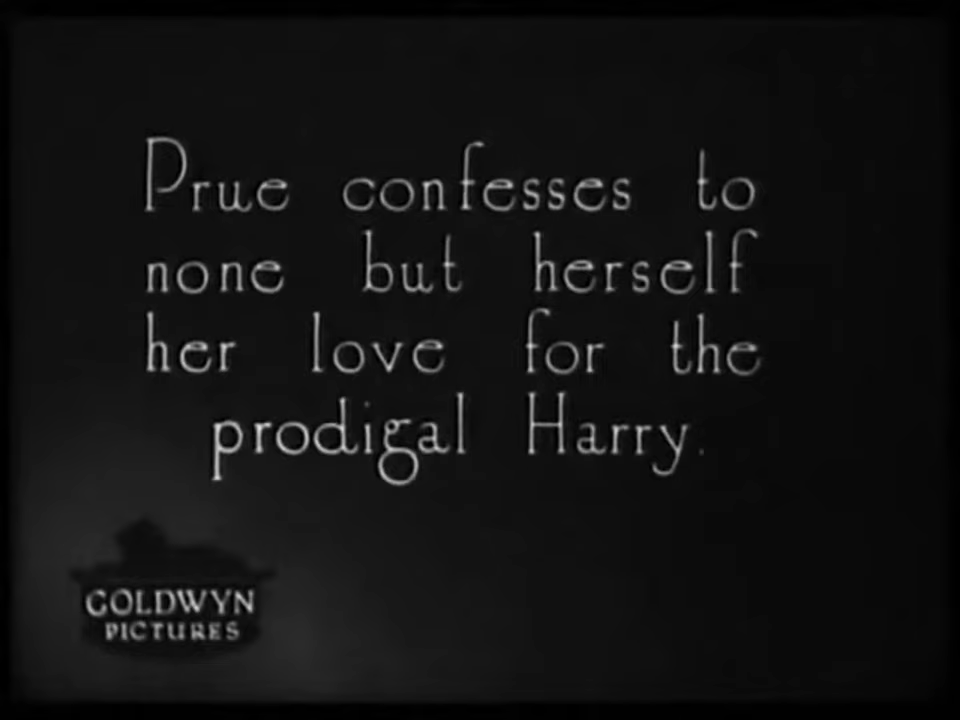 Prue confesses to
none but herself
her love for the
prodigal Harry.
GOLDWYN
PICTURES